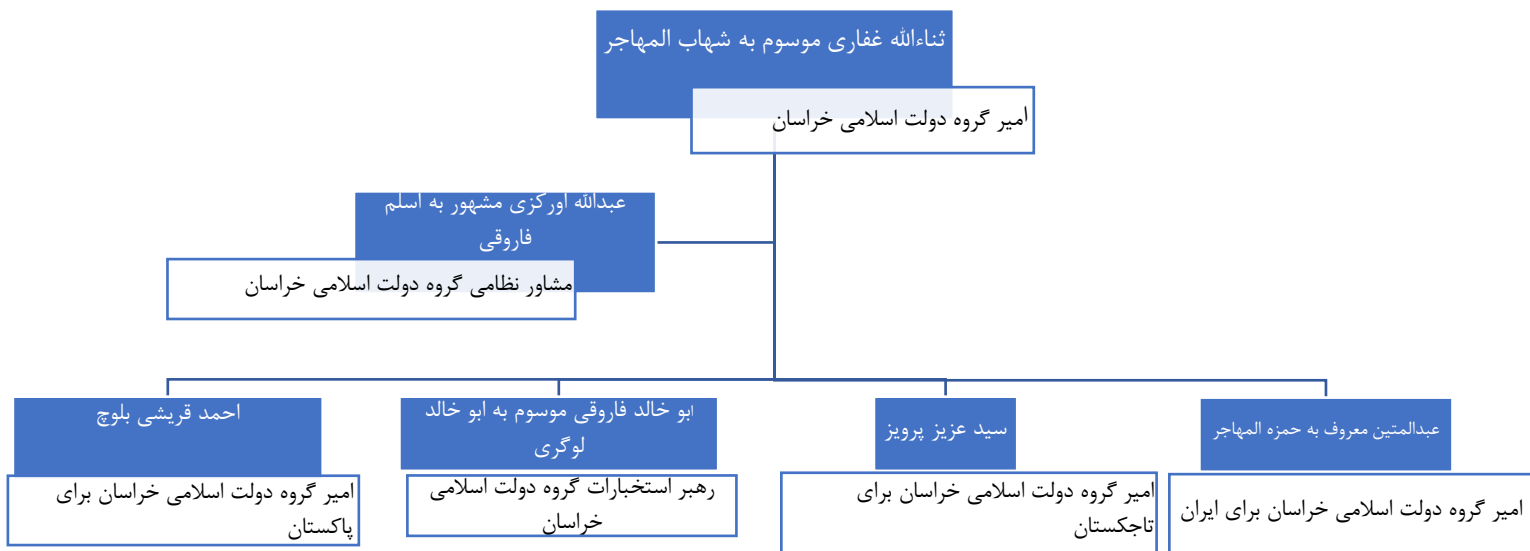 ثناءالله غفاری موسوم به شهاب المهاجر
امیر گروه دولت اسلامی خراسان
عبدالله اورکزی مشهور به اسلم
فاروقی
مشاور نظامی گروه دولت اسلامی خراسان
عبدالمتین معروف به حمزه المهاجر
امیر گروه دولت اسلامی خراسان برای ایران
سید عزیز پرویز
امیر گروه دولت اسلامی خراسان برای
تاجکستان
ابو خالد فاروقی موسوم به ابو خالد
لوگری
رهبر استخبارات گروه دولت اسلامی
خراسان
احمد قریشی بلوچ
امیر گروه دولت اسلامی خراسان برای
پاکستان